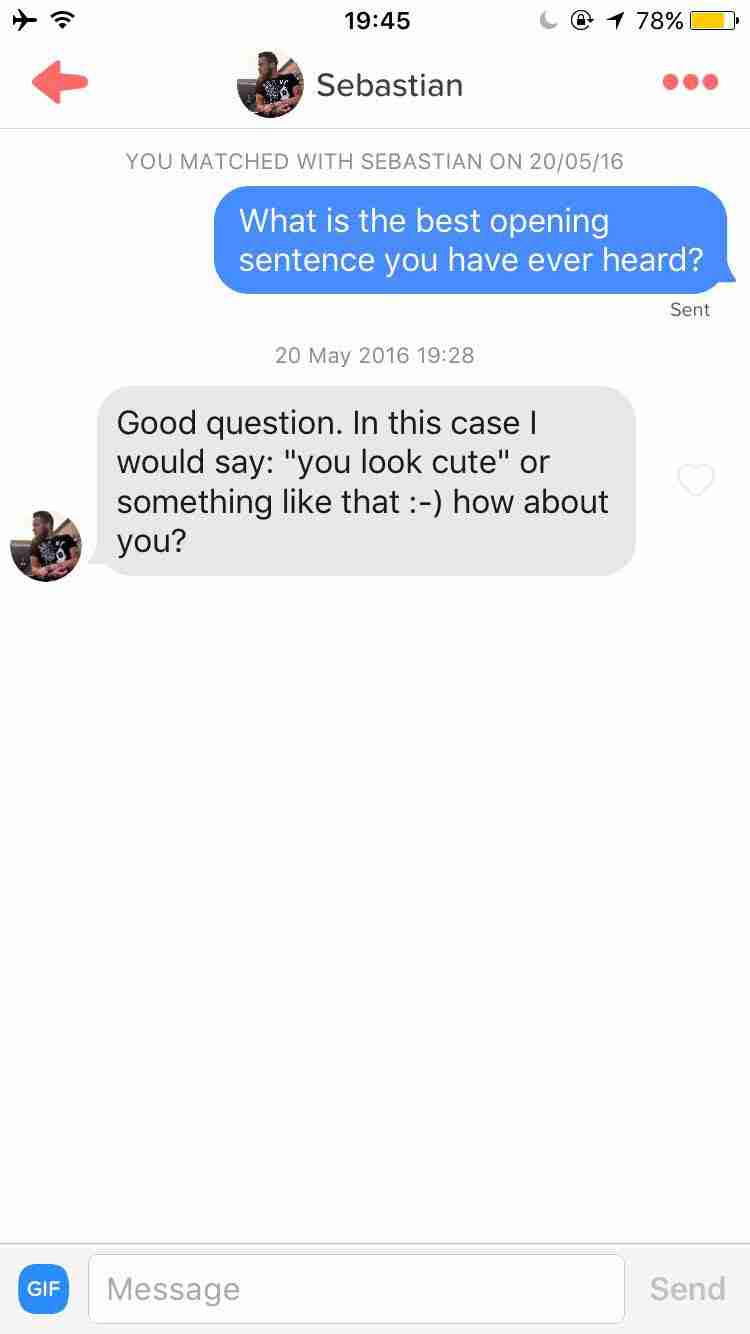 19:45
78%
Sebastian
YOU MATCHED WITH SEBASTIAN ON 20/05/16
What is the best opening
sentence you have ever heard?
Sent
20 May 2016 19:28
Good question. In this case I
would say: "you look cute" or
something like that :-) how about
you?
GIF
Message
Send